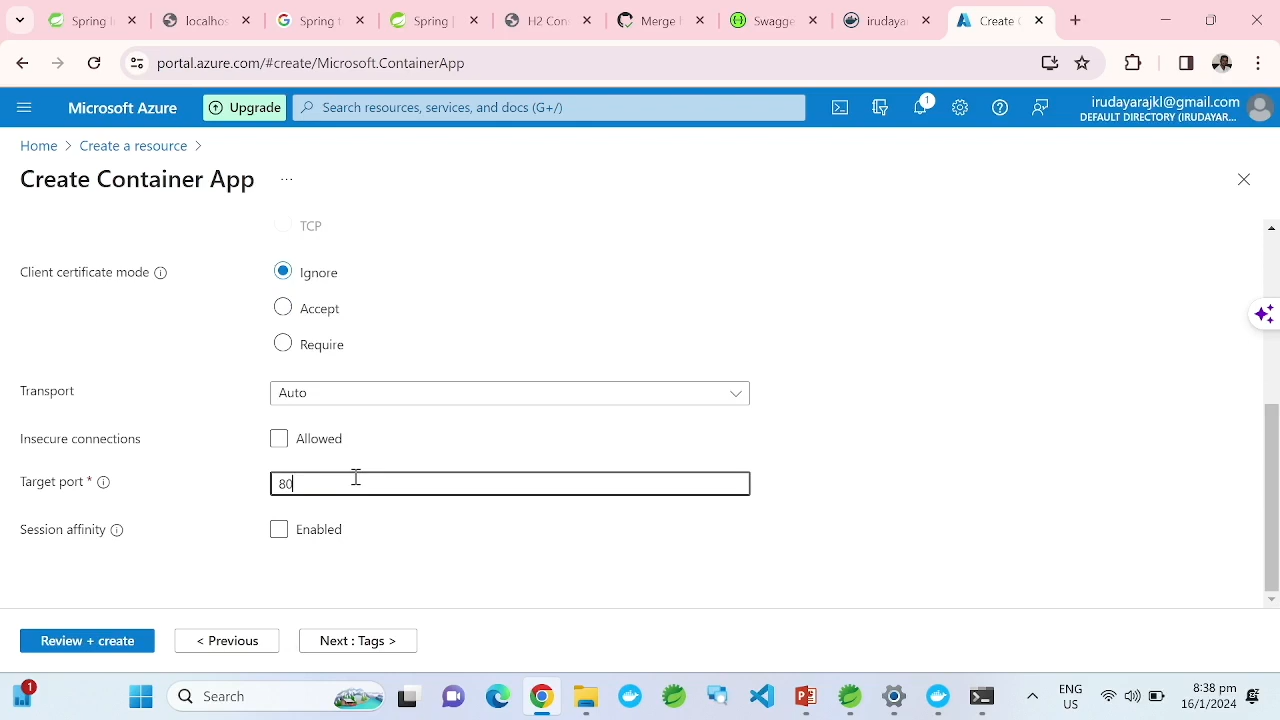 Spring I
localhos
Spring t
Spring |
H2 Con
Merge l
Swagge
irudaya
Create C
portal.azure.com/#create/Microsoft.ContainerApp
Microsoft Azure
Upgrade
Search resources, services, and docs (G+/)
1
irudayarajkl@gmail.com
DEFAULT DIRECTORY (IRUDAYAR...
Home > Create a resource >
Create Container App ...
TCP
Client certificate mode
Ignore
Accept
Require
Transport
Auto
Insecure connections
Allowed
Target port *
80
Session affinity
Enabled
Review + create
< Previous
Next : Tags >
1
Search
ENG
US
8:38 pm
16/1/2024